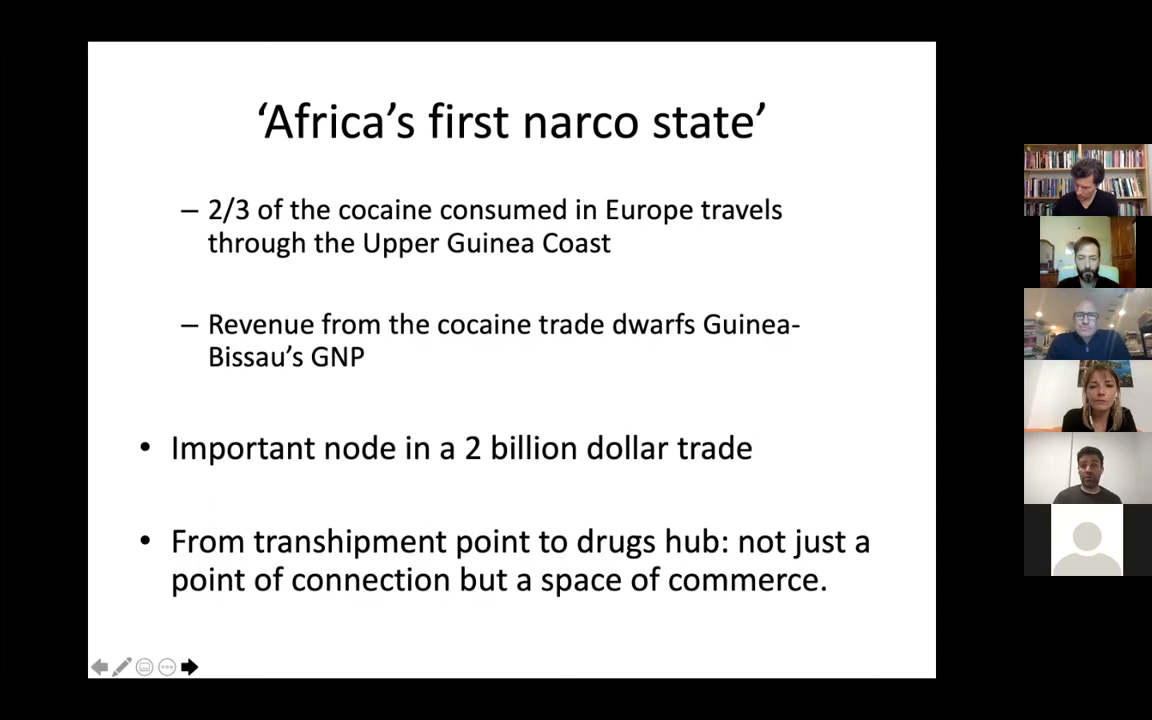 ‘Africa’s first narco state’
– 2/3 of the cocaine consumed in Europe travels
through the Upper Guinea Coast
– Revenue from the cocaine trade dwarfs Guinea-
Bissau’s GNP
• Important node in a 2 billion dollar trade
• From transhipment point to drugs hub: not just a
point of connection but a space of commerce.